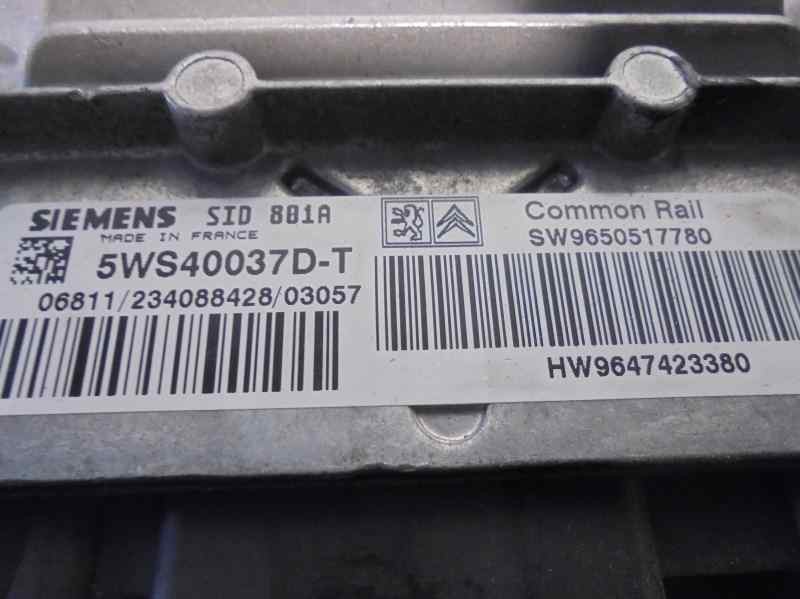 SIEMENS SID 801A
MADE IN FRANCE
5WS40037D-T
06811/234088428/03057
Common Rail
SW9650517780
HW9647423380